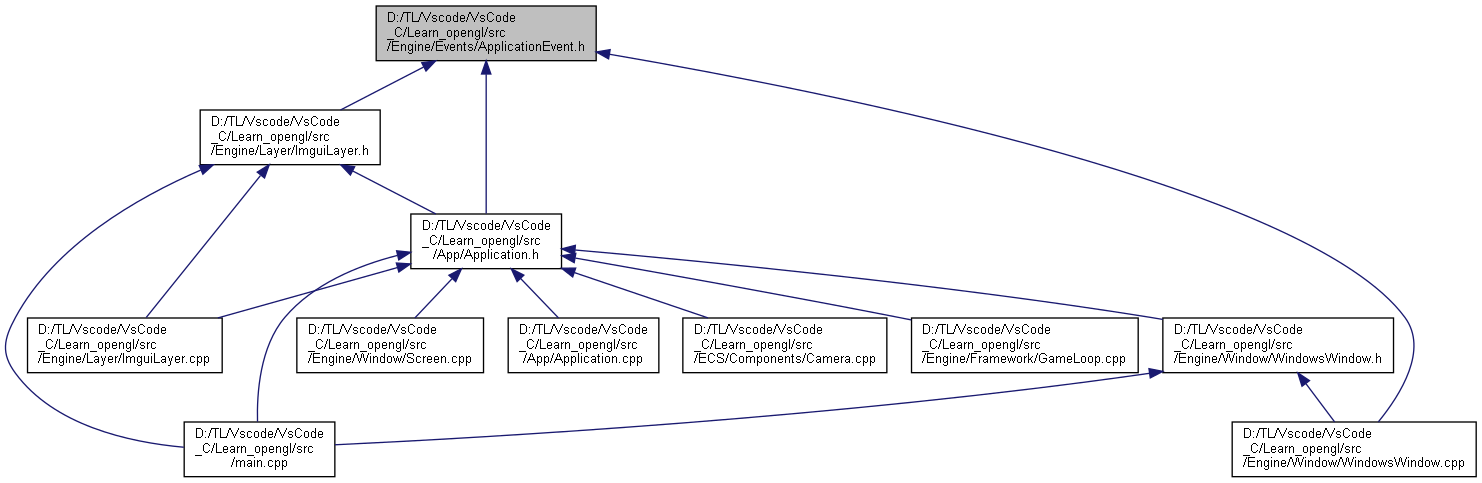 D:/TL/Vscode/VsCode
_C/Learn_opengl/src
/Engine/Events/ApplicationEvent.h
D:/TL/Vscode/VsCode
_C/Learn_opengl/src
/Engine/Layer/ImguiLayer.h
D:/TL/Vscode/VsCode
_C/Learn_opengl/src
/App/Application.h
D:/TL/Vscode/VsCode
_C/Learn_opengl/src
/Engine/Layer/ImguiLayer.cpp
D:/TL/Vscode/VsCode
_C/Learn_opengl/src
/Engine/Window/Screen.cpp
D:/TL/Vscode/VsCode
_C/Learn_opengl/src
/App/Application.cpp
D:/TL/Vscode/VsCode
_C/Learn_opengl/src
/ECS/Components/Camera.cpp
D:/TL/Vscode/VsCode
_C/Learn_opengl/src
/Engine/Framework/GameLoop.cpp
D:/TL/Vscode/VsCode
_C/Learn_opengl/src
/Engine/Window/WindowsWindow.h
D:/TL/Vscode/VsCode
_C/Learn_opengl/src
/main.cpp
D:/TL/Vscode/VsCode
_C/Learn_opengl/src
/Engine/Window/WindowsWindow.cpp